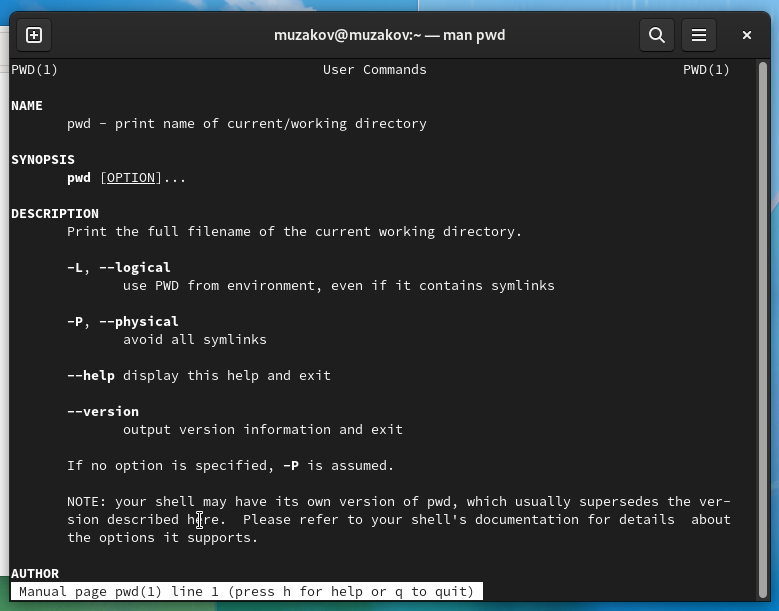 muzakov@muzakov:~ — man pwd
PWD(1) User Commands PWD(1)
NAME
pwd - print name of current/working directory
SYNOPSIS
pwd [OPTION]...
DESCRIPTION
Print the full filename of the current working directory.
-L, --logical
use PWD from environment, even if it contains symlinks
-P, --physical
avoid all symlinks
--help display this help and exit
--version
output version information and exit
If no option is specified, -P is assumed.
NOTE: your shell may have its own version of pwd, which usually supersedes the ver-
sion described here.  Please refer to your shell's documentation for details  about
the options it supports.
AUTHOR
Manual page pwd(1) line 1 (press h for help or q to quit)